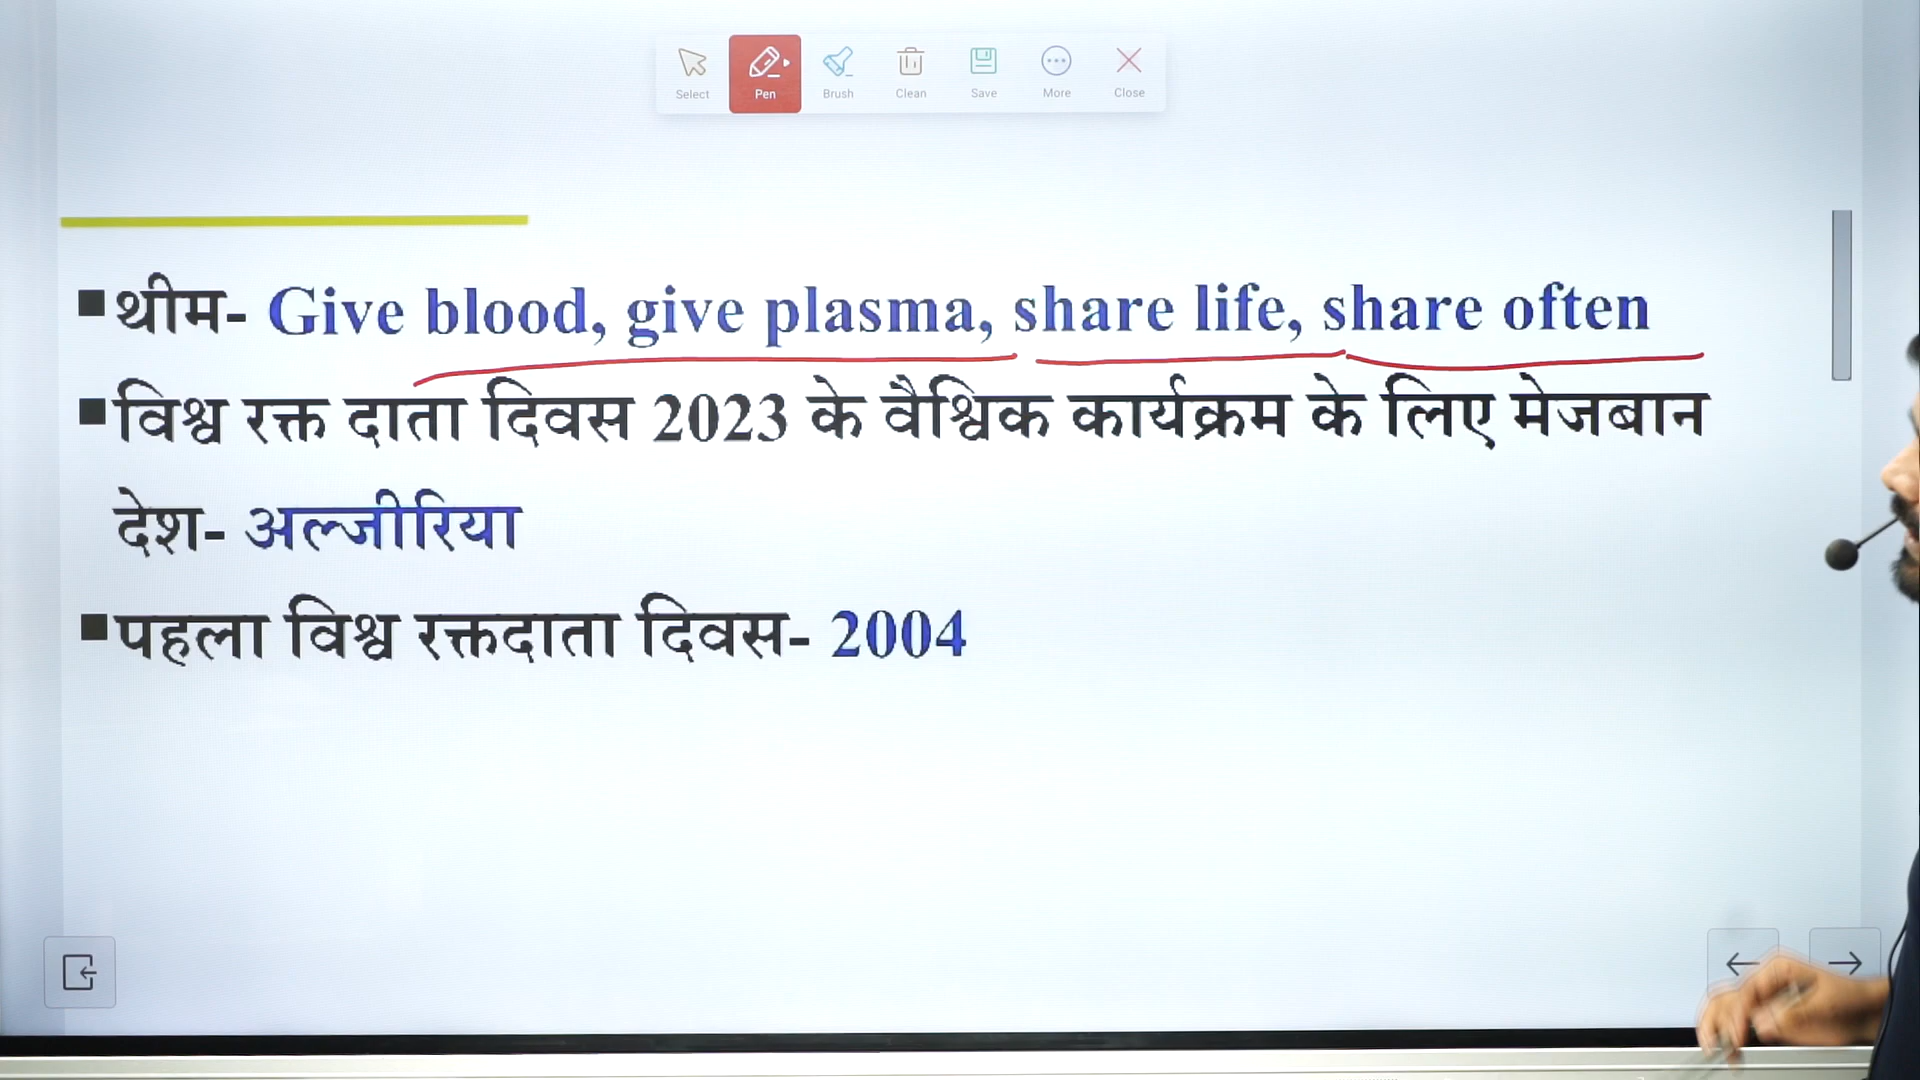 Select Pen Brush Clean Save More Close
थीम- Give blood, give plasma, share life, share often
विश्व रक्त दाता दिवस 2023 के वैश्विक कार्यक्रम के लिए मेजबान
देश- अल्जीरिया
पहला विश्व रक्तदाता दिवस- 2004